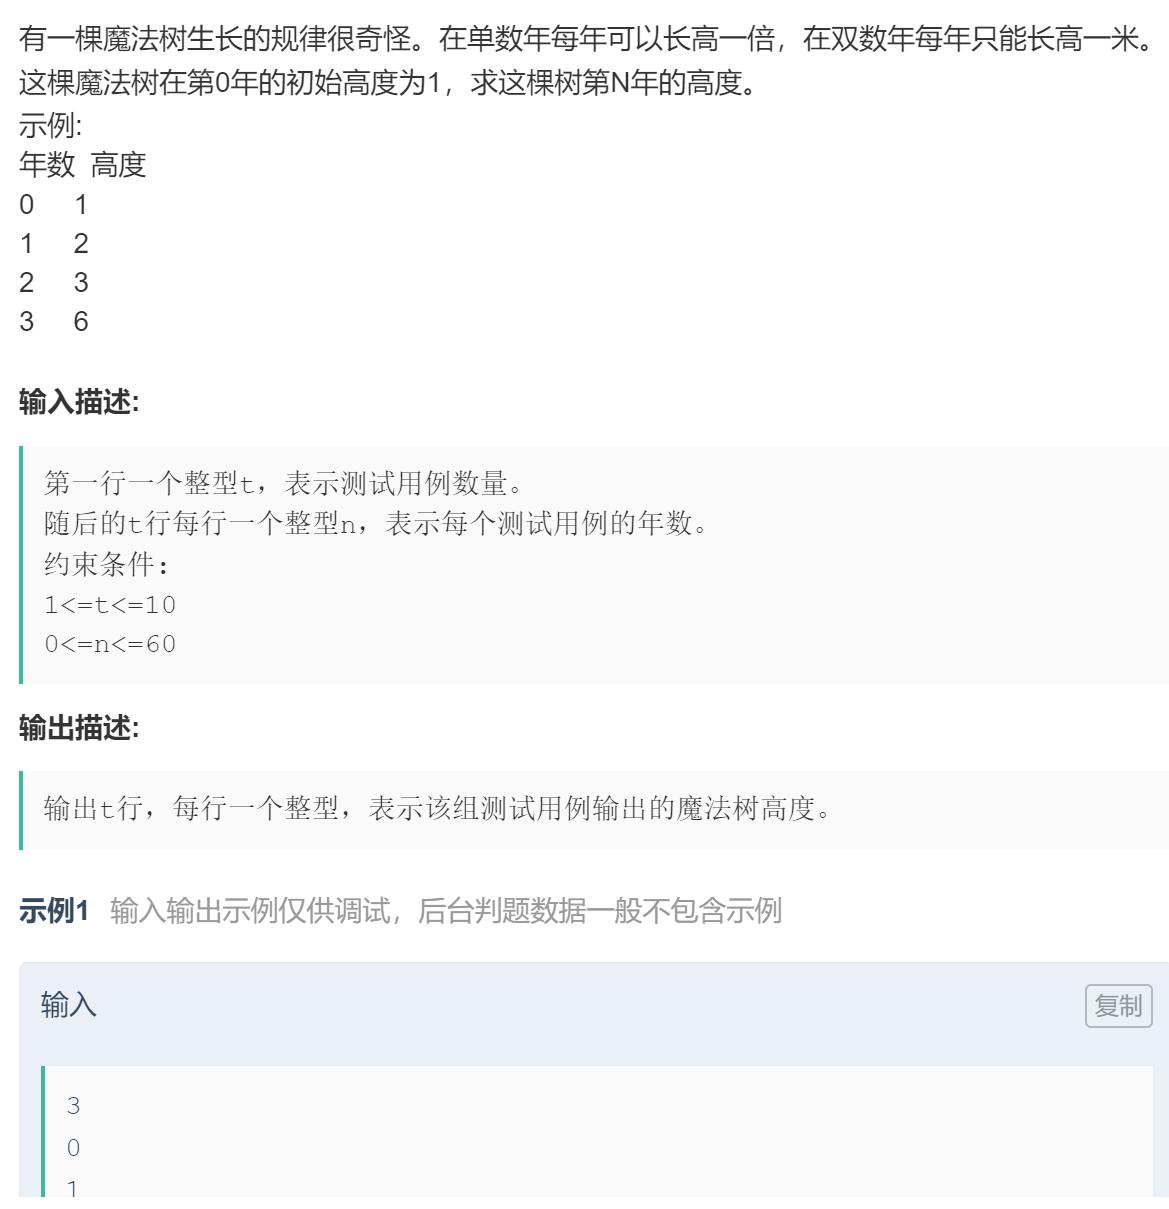 有一棵魔法树生长的规律很奇怪。在单数年每年可以长高一倍，在双数年每年只能长高一米。
这棵魔法树在第0年的初始高度为1，求这棵树第N年的高度。
示例:
年数 高度
0 1
1 2
2 3
3 6
输入描述:
第一行一个整型t，表示测试用例数量。
随后的t行每行一个整型n，表示每个测试用例的年数。
约束条件：
1<=t<=10
0<=n<=60
输出描述:
输出t行，每行一个整型，表示该组测试用例输出的魔法树高度。
示例1 输入输出示例仅供调试，后台判题数据一般不包含示例
输入 复制
3
0
1